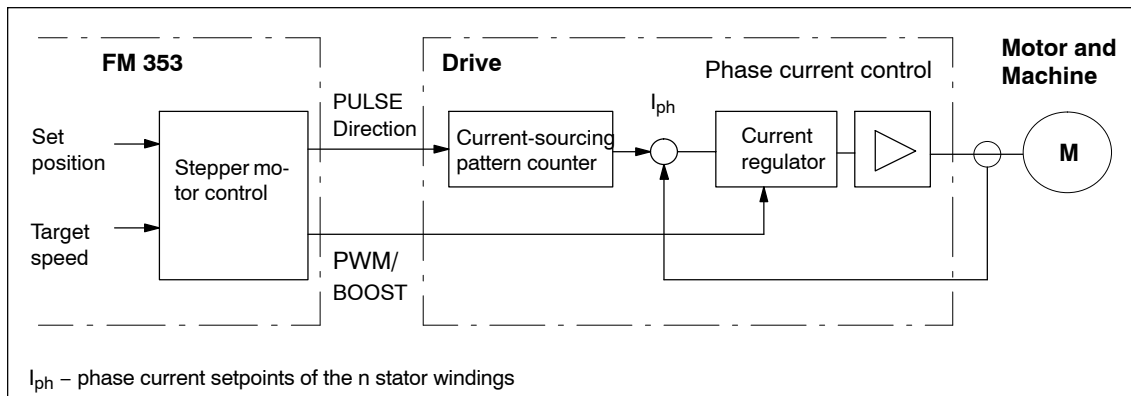 FM 353
Drive
Motor and
Machine
Phase current control
PULSE
Direction
I_ph
Set
position
Stepper mo-
tor control
Current-sourcing
pattern counter
Current
regulator
M
Target
speed
PWM/
BOOST
I_ph – phase current setpoints of the n stator windings